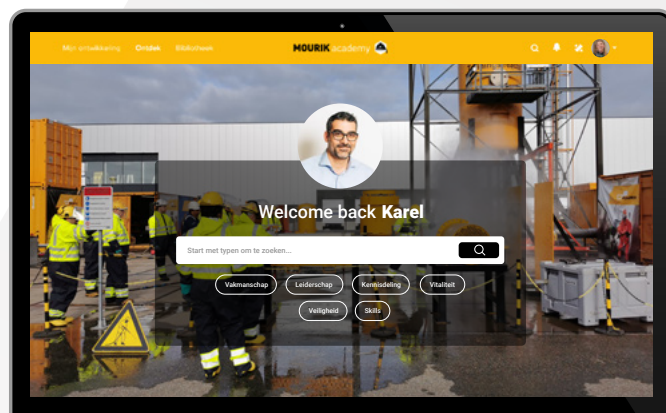 Mijn ontwikkeling Ontdek Bibliotheek MOURIK academy
Welcome back Karel
Start met typen om te zoeken...
Vakmanschap Leiderschap Kennisdeling Vitaliteit
Veiligheid Skills